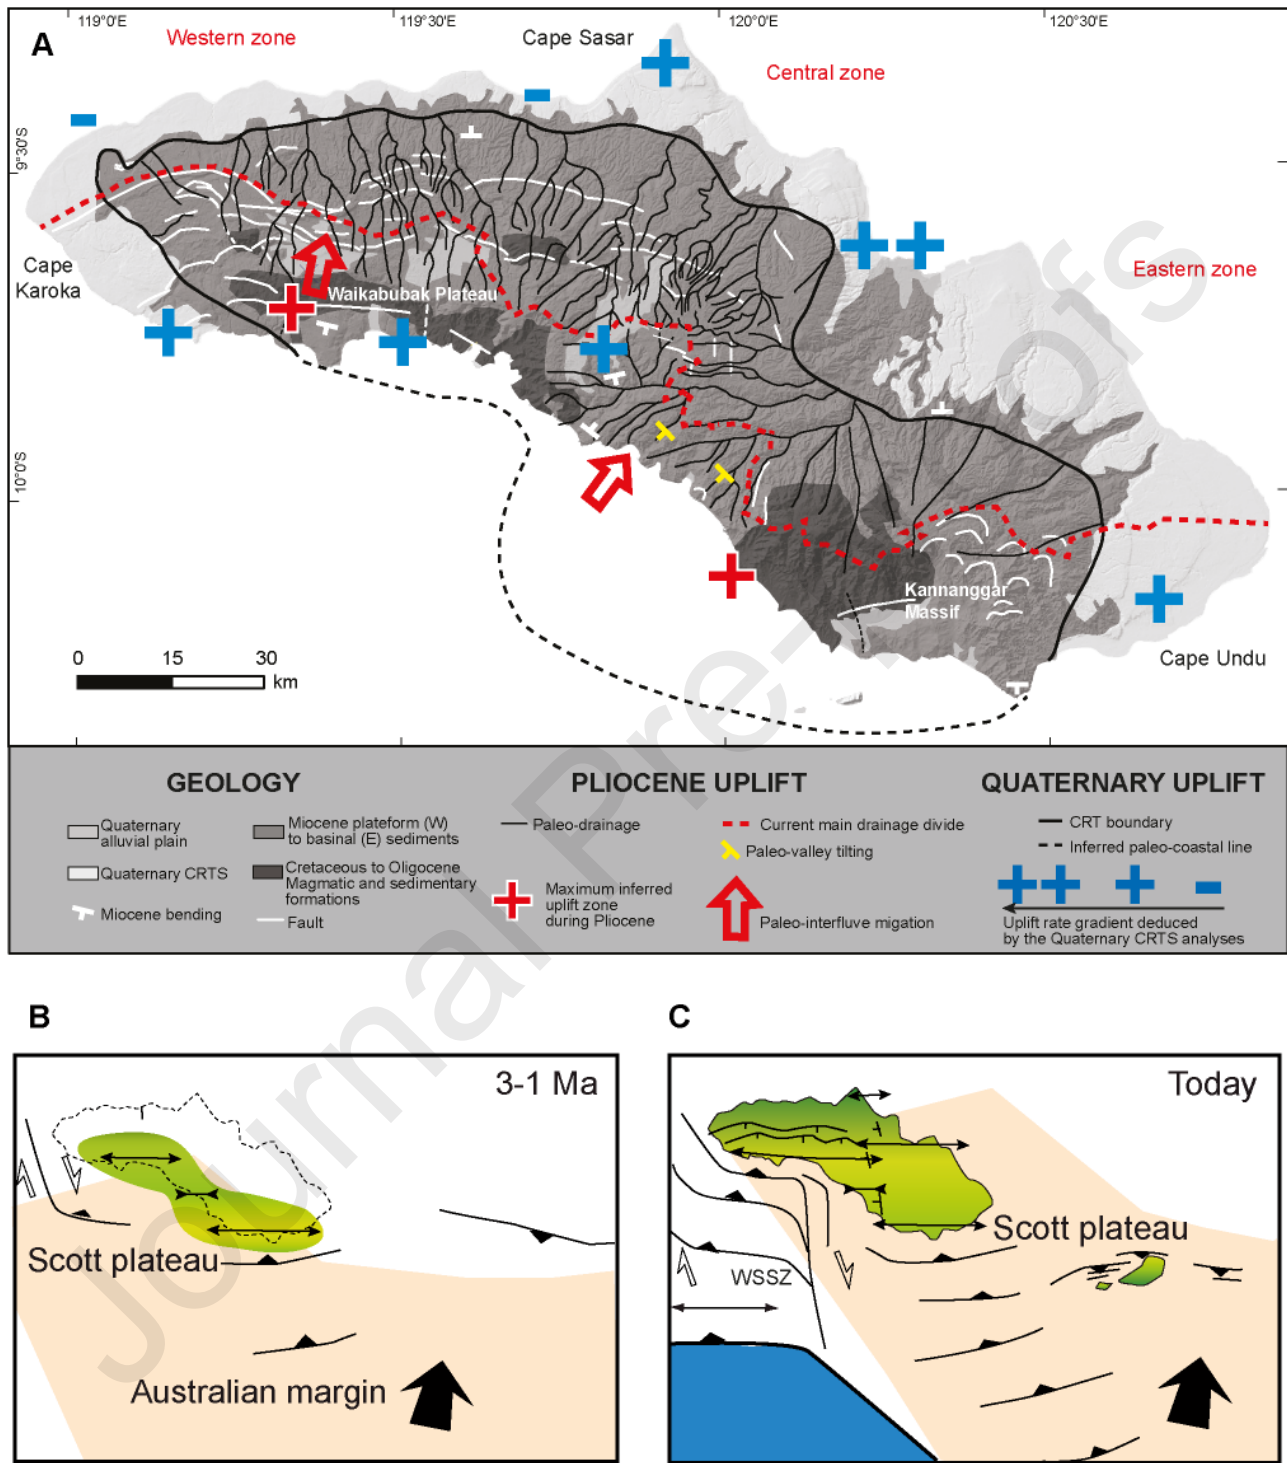 119°0'E
119°30'E
120°0'E
120°30'E
A
Western zone
Cape Sasar
Central zone
9°30'S
Cape
Karoka
Eastern zone
Waikabubak Plateau
10°0'S
Kannanggar
Massif
0 15 30
km
Cape Undu
GEOLOGY
Quaternary
alluvial plain
Miocene plateform (W)
to basinal (E) sediments
Quaternary CRTS
Cretaceous to Oligocene
Magmatic and sedimentary
formations
Miocene bending
Fault
PLIOCENE UPLIFT
Paleo-drainage
Current main drainage divide
Paleo-valley tilting
Maximum inferred
uplift zone
during Pliocene
Paleo-interfluve migation
QUATERNARY UPLIFT
CRT boundary
Inferred paleo-coastal line
Uplift rate gradient deduced
by the Quaternary CRTS analyses
B
3-1 Ma
Scott plateau
Australian margin
C
Today
Scott plateau
WSSZ
Journal Pre-proofs